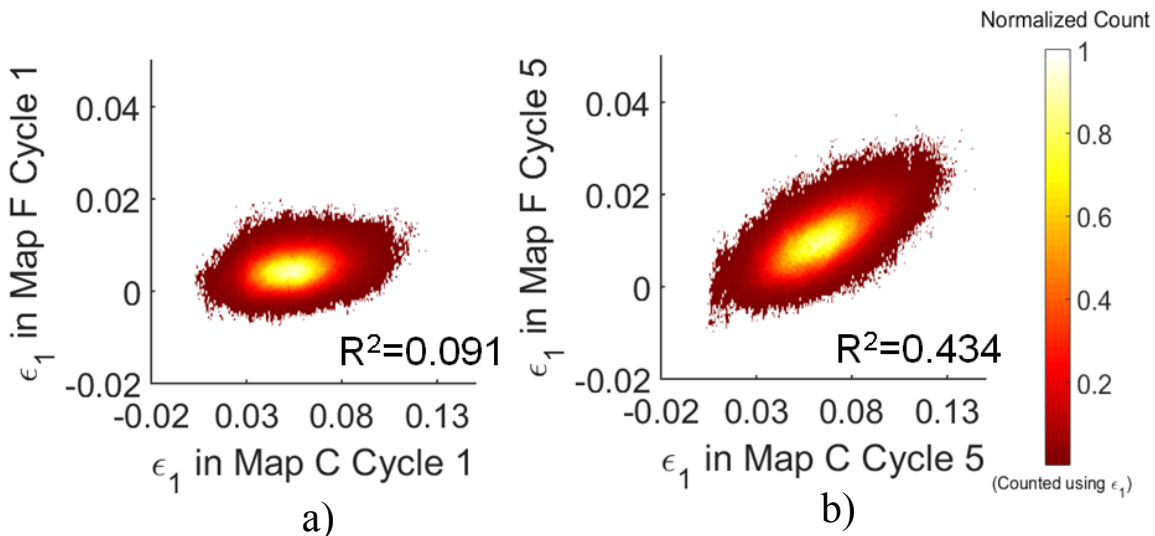 Normalized Count
ϵ1 in Map F Cycle 1
0.04
0.02
0
-0.02
R2=0.091
-0.02 0.03 0.08 0.13
ϵ1 in Map C Cycle 1
a)
ϵ1 in Map F Cycle 5
0.04
0.02
0
-0.02
R2=0.434
-0.02 0.03 0.08 0.13
ϵ1 in Map C Cycle 5
b)
1
0.8
0.6
0.4
0.2
(Counted using ϵ1)